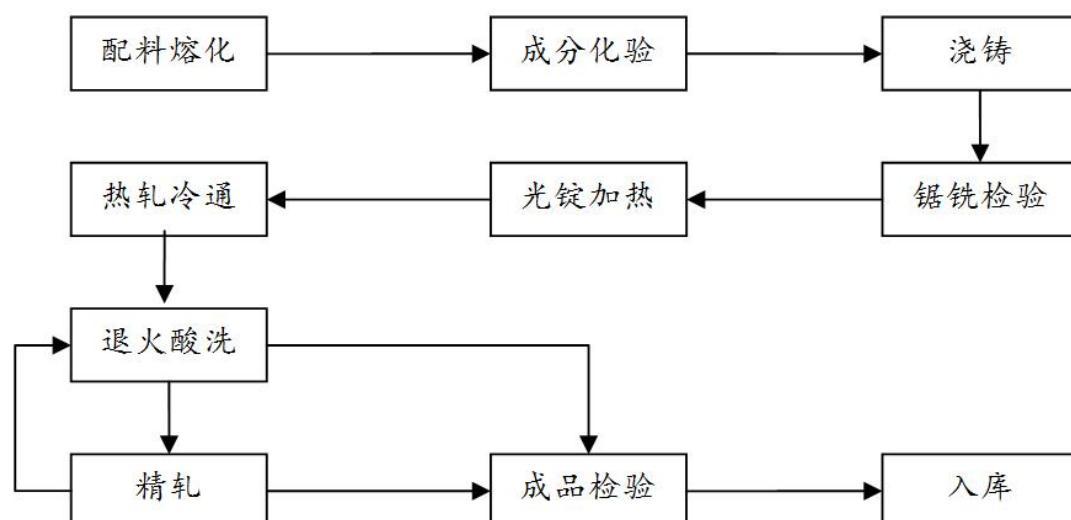 配料熔化
成分化验
浇铸
热轧冷通
光锭加热
锯铣检验
退火酸洗
精轧
成品检验
入库